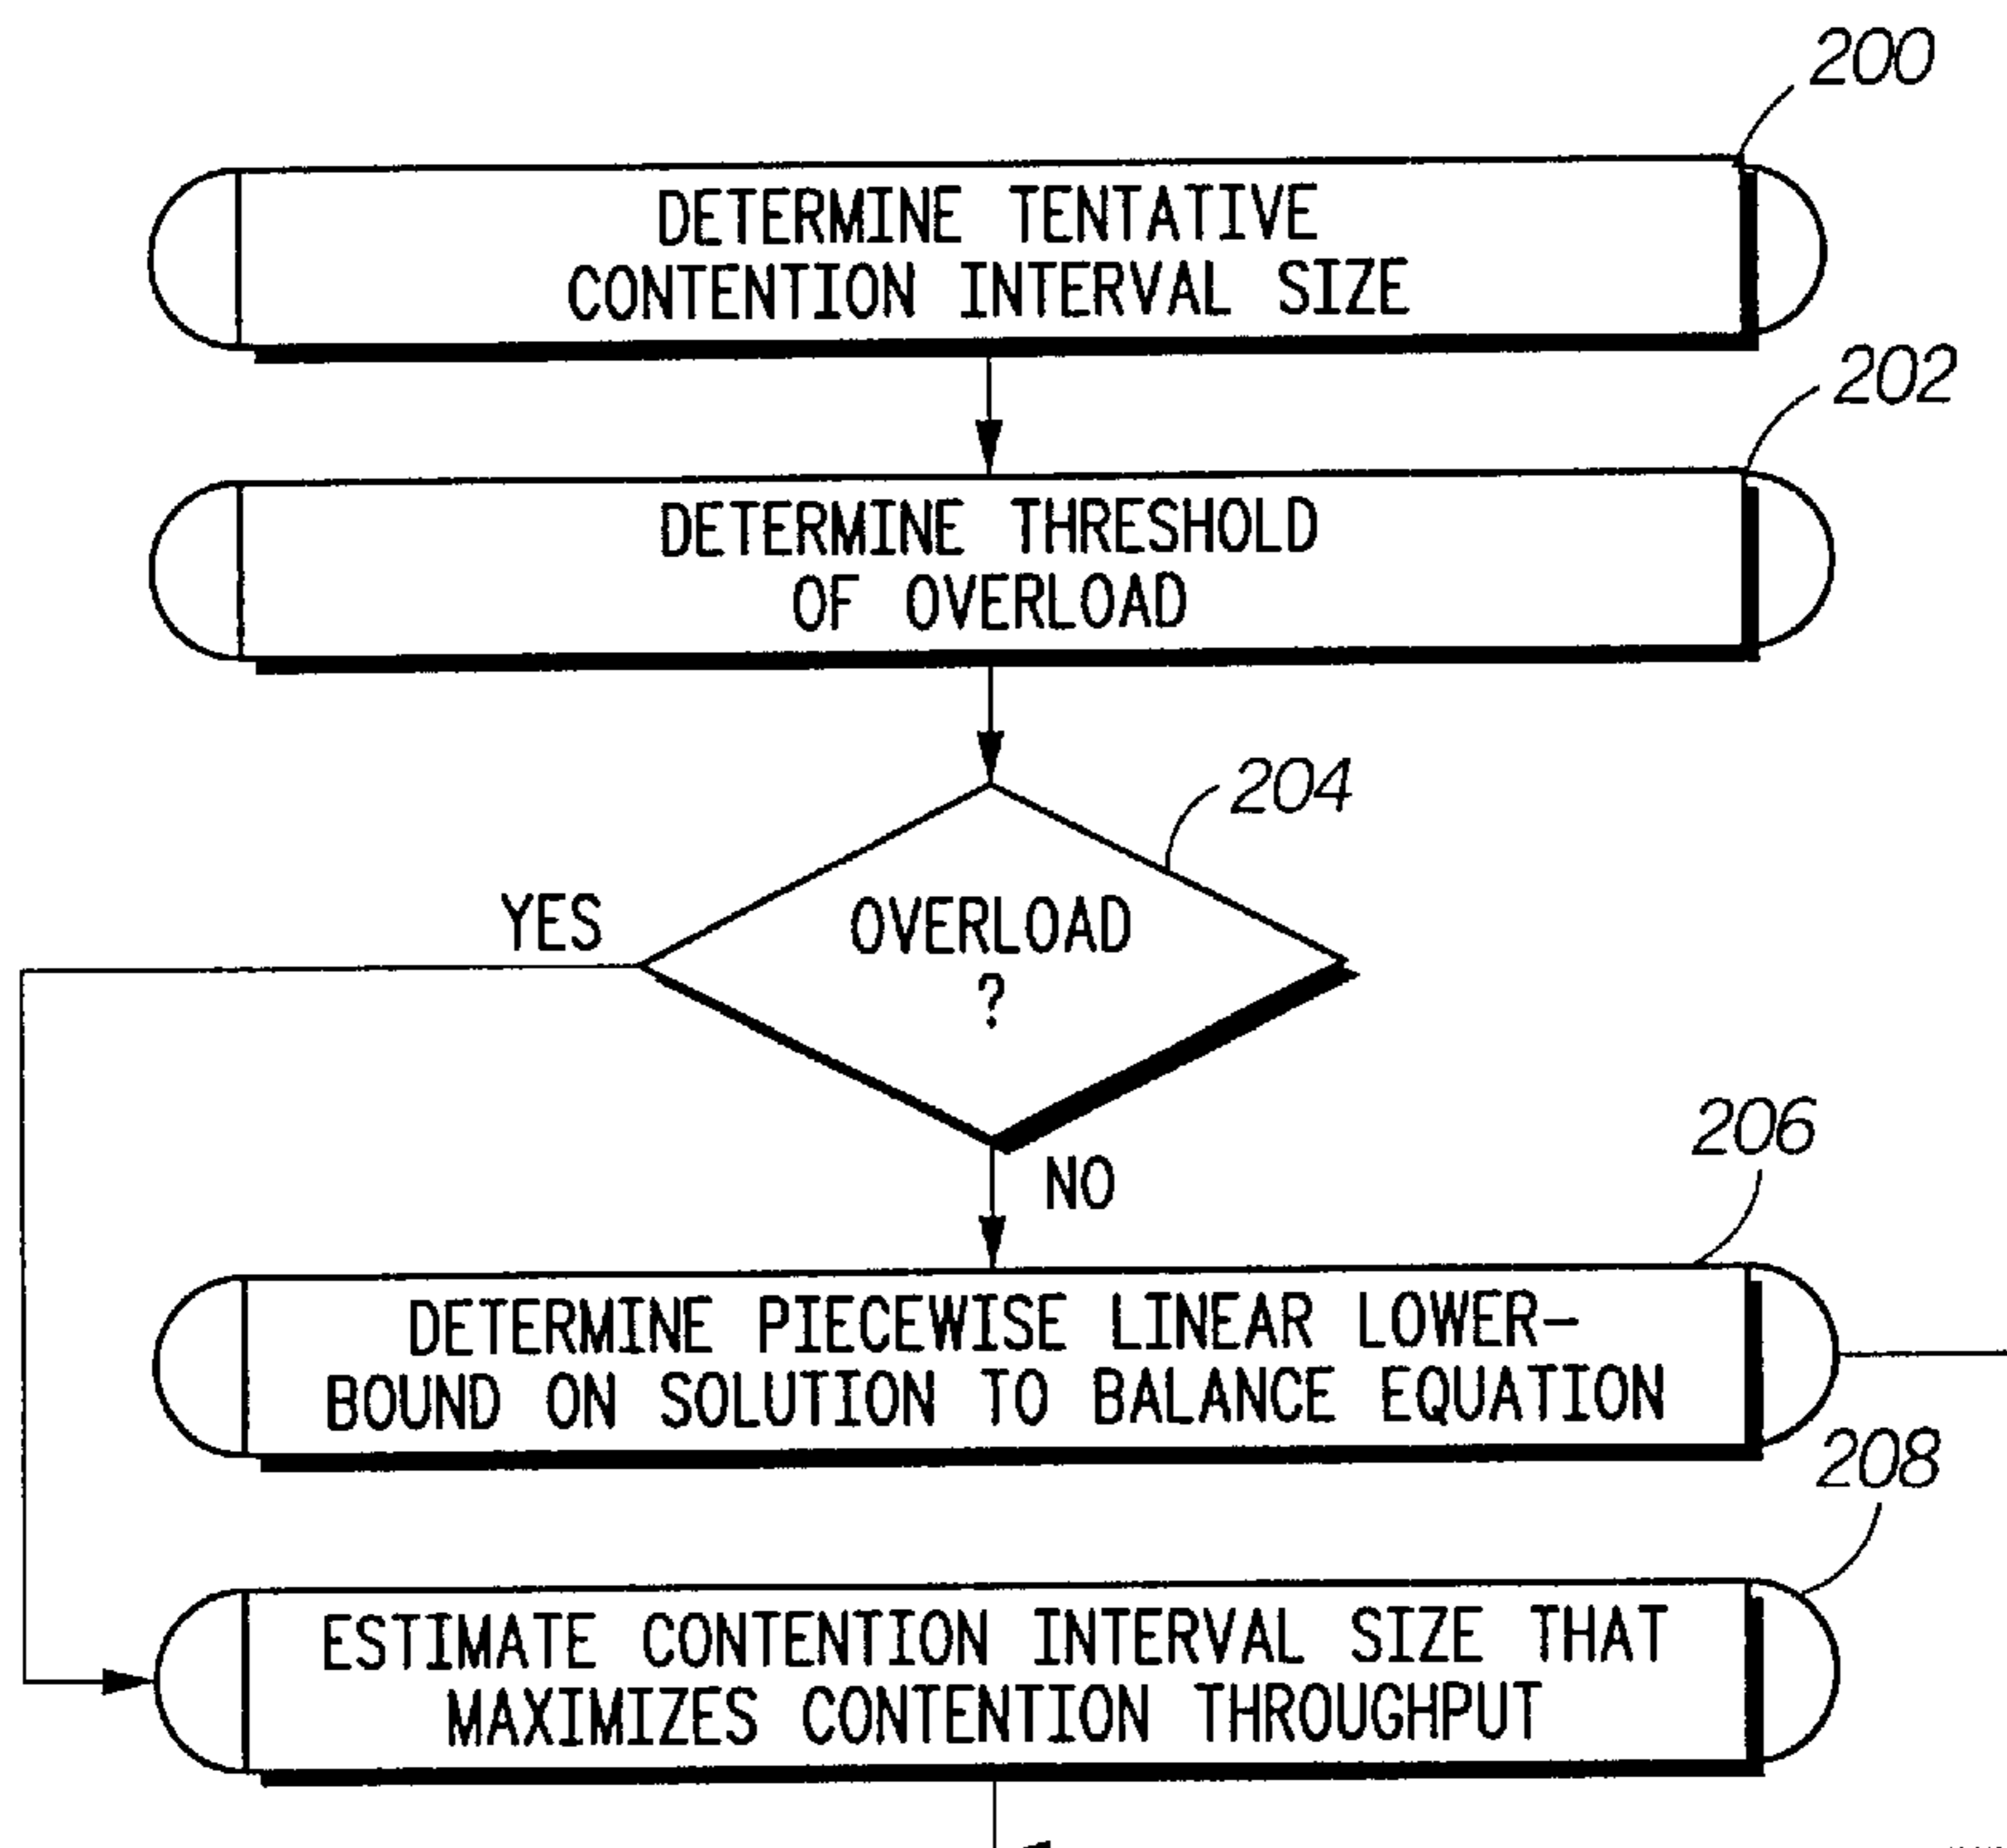 200
DETERMINE TENTATIVE
CONTENTION INTERVAL SIZE
202
DETERMINE THRESHOLD
OF OVERLOAD
204
YES
OVERLOAD
?
NO
206
DETERMINE PIECEWISE LINEAR LOWER-
BOUND ON SOLUTION TO BALANCE EQUATION
208
ESTIMATE CONTENTION INTERVAL SIZE THAT
MAXIMIZES CONTENTION THROUGHPUT